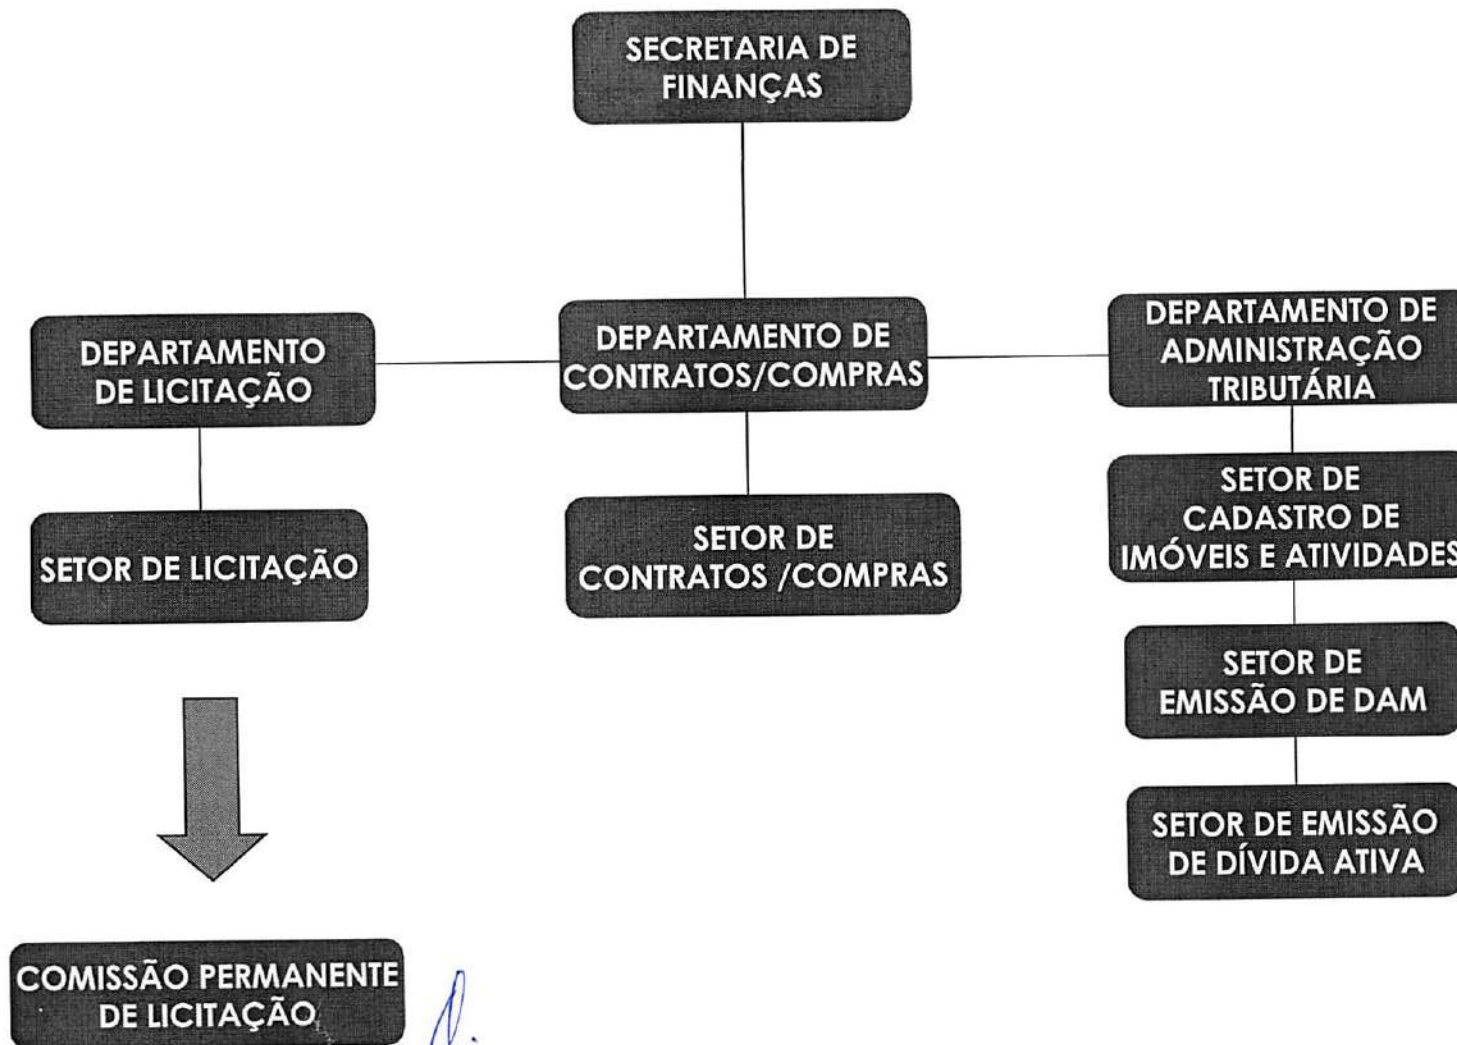 SECRETARIA DE
FINANÇAS
DEPARTAMENTO
DE LICITAÇÃO
DEPARTAMENTO DE
CONTRATOS/COMPRAS
DEPARTAMENTO DE
ADMINISTRAÇÃO
TRIBUTÁRIA
SETOR DE LICITAÇÃO
SETOR DE
CONTRATOS /COMPRAS
SETOR DE
CADASTRO DE
IMÓVEIS E ATIVIDADES
SETOR DE
EMISSÃO DE DAM
SETOR DE EMISSÃO
DE DÍVIDA ATIVA
COMISSÃO PERMANENTE
DE LICITAÇÃO